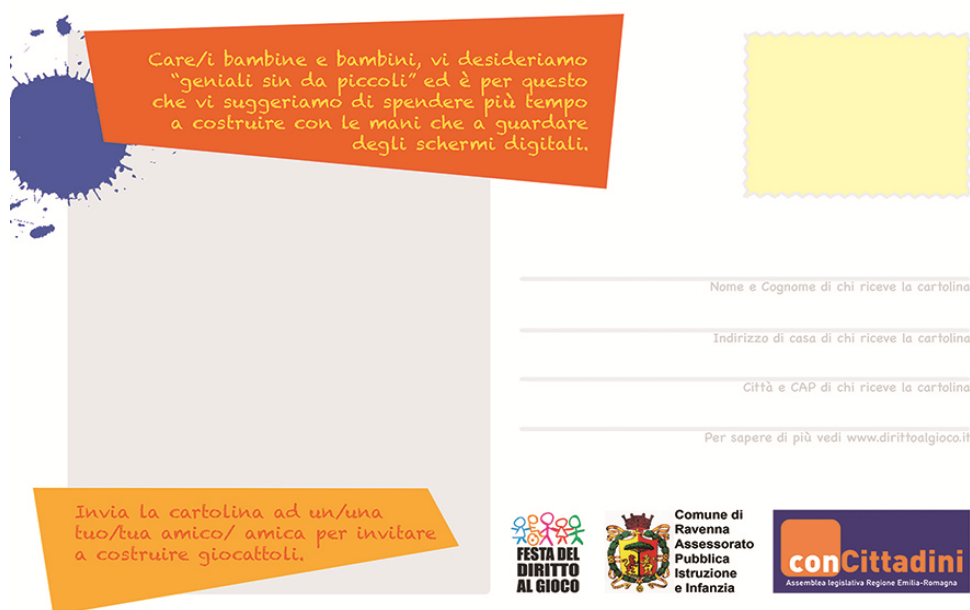 Care/i bambine e bambini, vi desideriamo
“geniali sin da piccoli” ed è per questo
che vi suggeriamo di spendere più tempo
a costruire con le mani che a guardare
degli schermi digitali.
Nome e Cognome di chi riceve la cartolina
Indirizzo di casa di chi riceve la cartolina
Città e CAP di chi riceve la cartolina
Per sapere di più vedi www.dirittoalgioco.it
Invia la cartolina ad un/una
tuo/tua amico/ amica per invitare
a costruire giocattoli.
FESTA DEL
DIRITTO
AL GIOCO
Comune di
Ravenna
Assessorato
Pubblica
Istruzione
e Infanzia
conCittadini
Assemblea legislativa Regione Emilia-Romagna